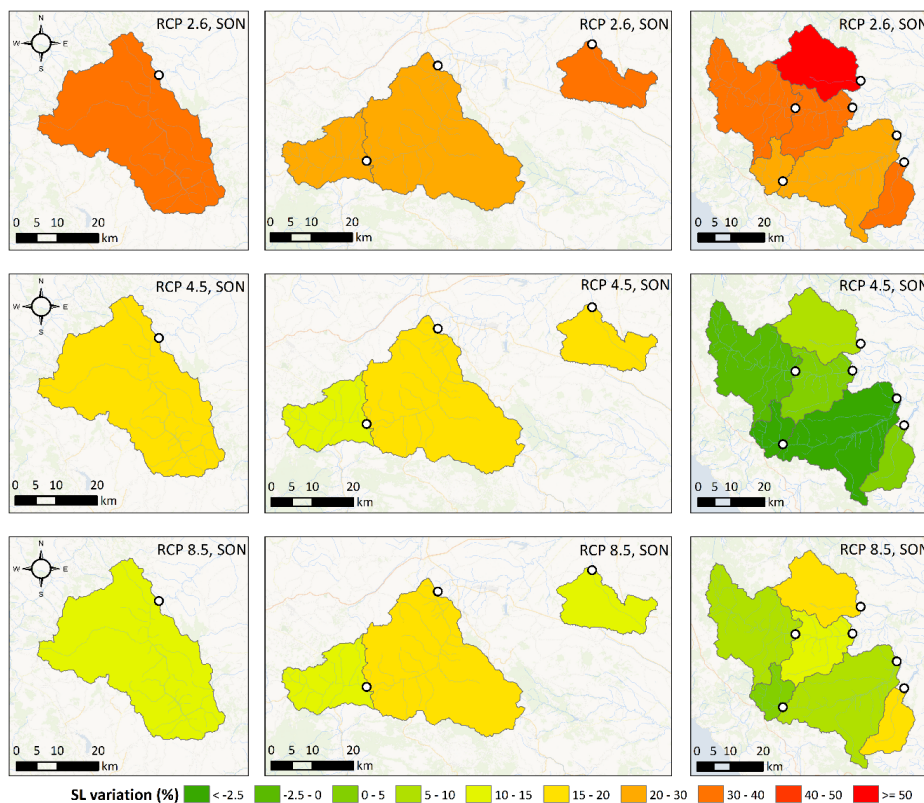 RCP 2.6, SON
N
W E
S
0 5 10 20
km
RCP 2.6, SON
0 5 10 20
km
RCP 2.6, SON
0 5 10 20
km
RCP 4.5, SON
N
W E
S
0 5 10 20
km
RCP 4.5, SON
0 5 10 20
km
RCP 4.5, SON
0 5 10 20
km
RCP 8.5, SON
N
W E
S
0 5 10 20
km
RCP 8.5, SON
0 5 10 20
km
RCP 8.5, SON
0 5 10 20
km
SL variation (%) < -2.5 -2.5 - 0 0 - 5 5 - 10 10 - 15 15 - 20 20 - 30 30 - 40 40 - 50 >= 50